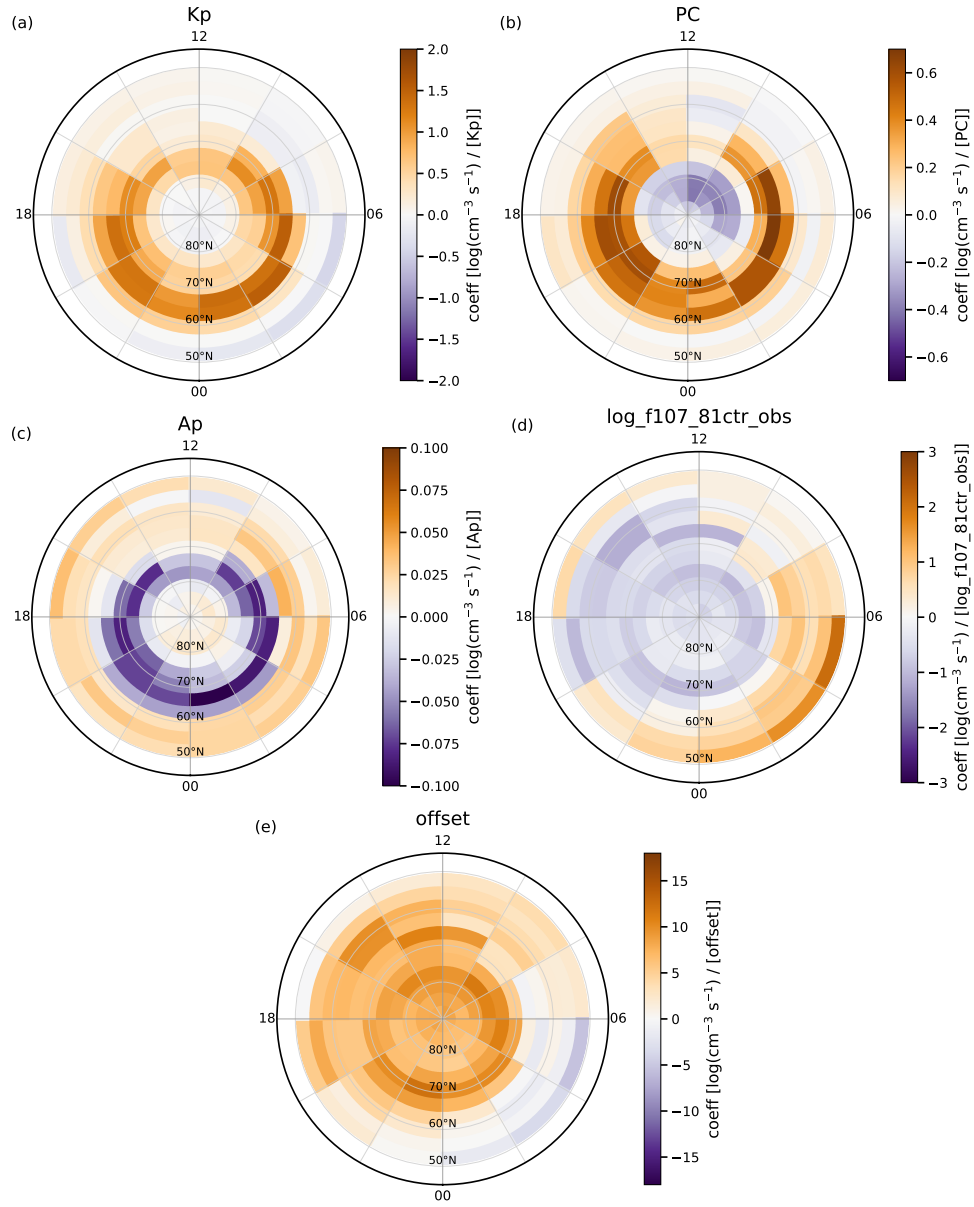 (a)
Kp
12
18
06
00
80°N
70°N
60°N
50°N
2.0
1.5
1.0
0.5
0.0
−0.5
−1.0
−1.5
−2.0
coeff [log(cm⁻³ s⁻¹) / [Kp]]
(b)
PC
12
18
06
00
80°N
70°N
60°N
50°N
0.6
0.4
0.2
0.0
−0.2
−0.4
−0.6
coeff [log(cm⁻³ s⁻¹) / [PC]]
(c)
Ap
12
18
06
00
80°N
70°N
60°N
50°N
0.100
0.075
0.050
0.025
0.000
−0.025
−0.050
−0.075
−0.100
coeff [log(cm⁻³ s⁻¹) / [Ap]]
(d)
log_f107_81ctr_obs
12
18
06
00
80°N
70°N
60°N
50°N
3
2
1
0
−1
−2
−3
coeff [log(cm⁻³ s⁻¹) / [log_f107_81ctr_obs]]
(e)
offset
12
18
06
00
80°N
70°N
60°N
50°N
15
10
5
0
−5
−10
−15
coeff [log(cm⁻³ s⁻¹) / [offset]]